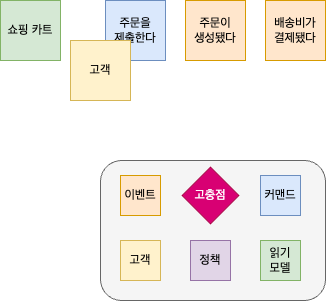 쇼핑 카트
주문을
제출한다
고객
주문이
생성됐다
배송비가
결제됐다
이벤트
고충점
커맨드
고객
정책
읽기
모델